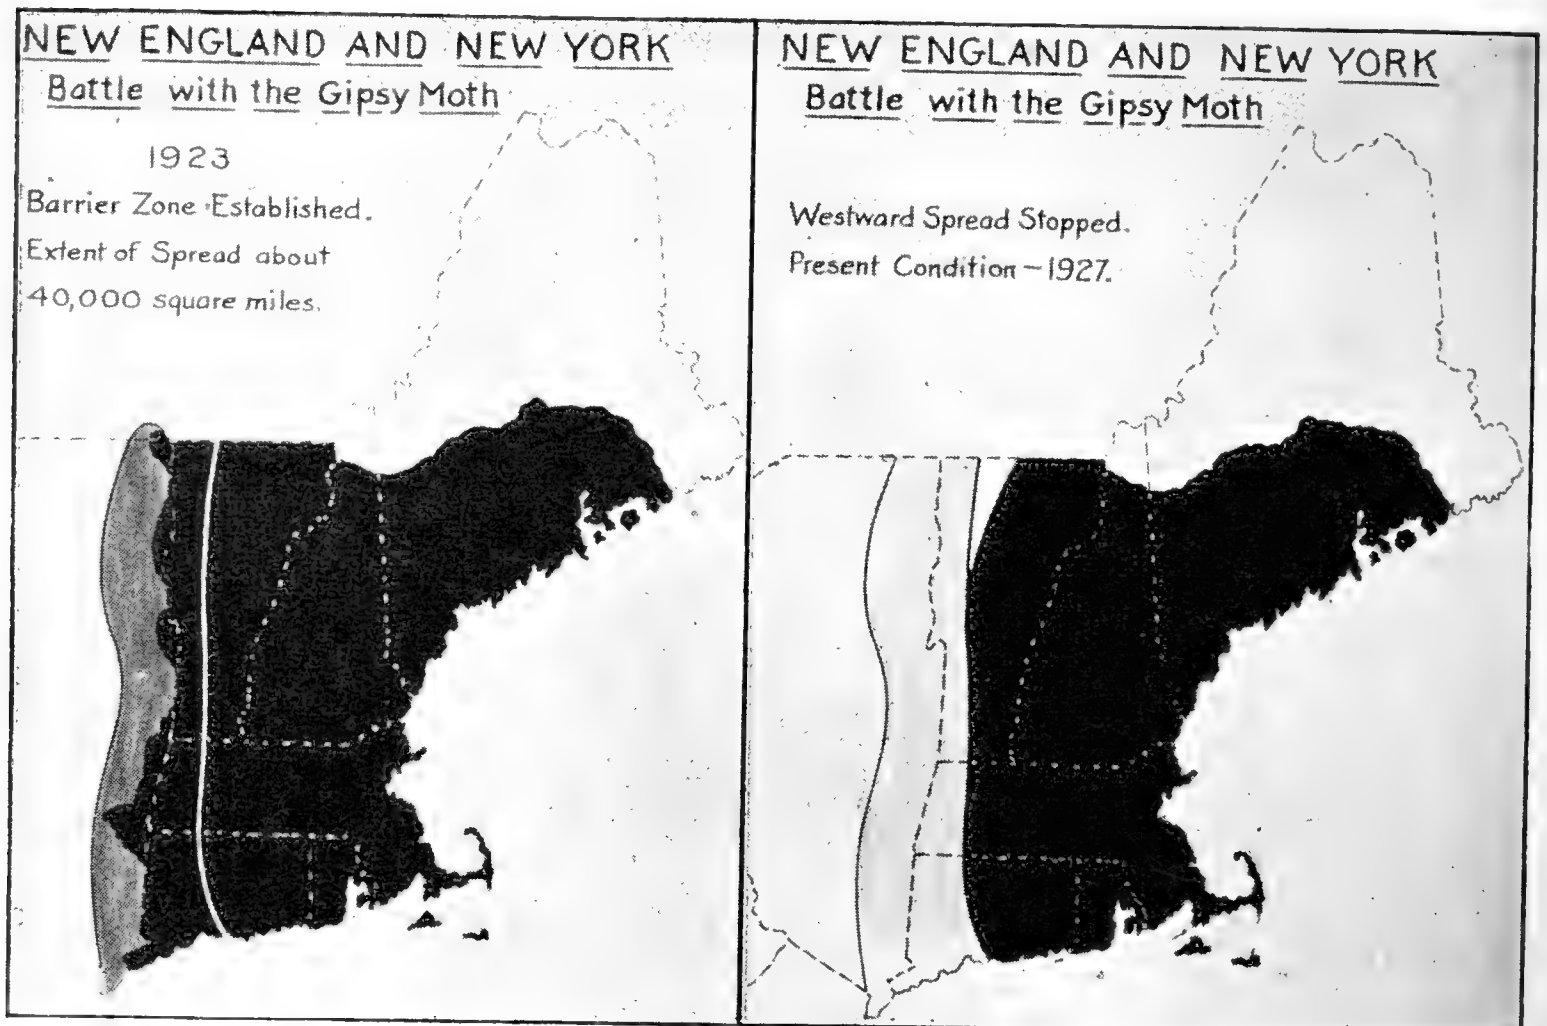 NEW ENGLAND AND NEW YORK
Battle with the Gipsy Moth
1923
Barrier Zone Established.
Extent of Spread about
40,000 square miles.
NEW ENGLAND AND NEW YORK
Battle with the Gipsy Moth
Westward Spread Stopped.
Present Condition - 1927.